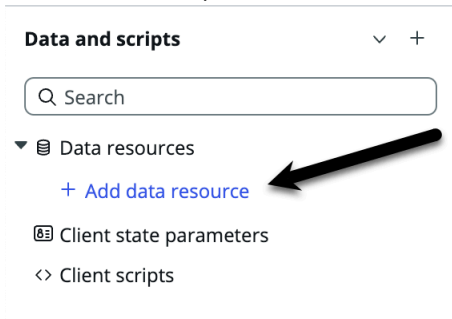 Data and scripts
Search
Data resources
+ Add data resource
Client state parameters
<> Client scripts